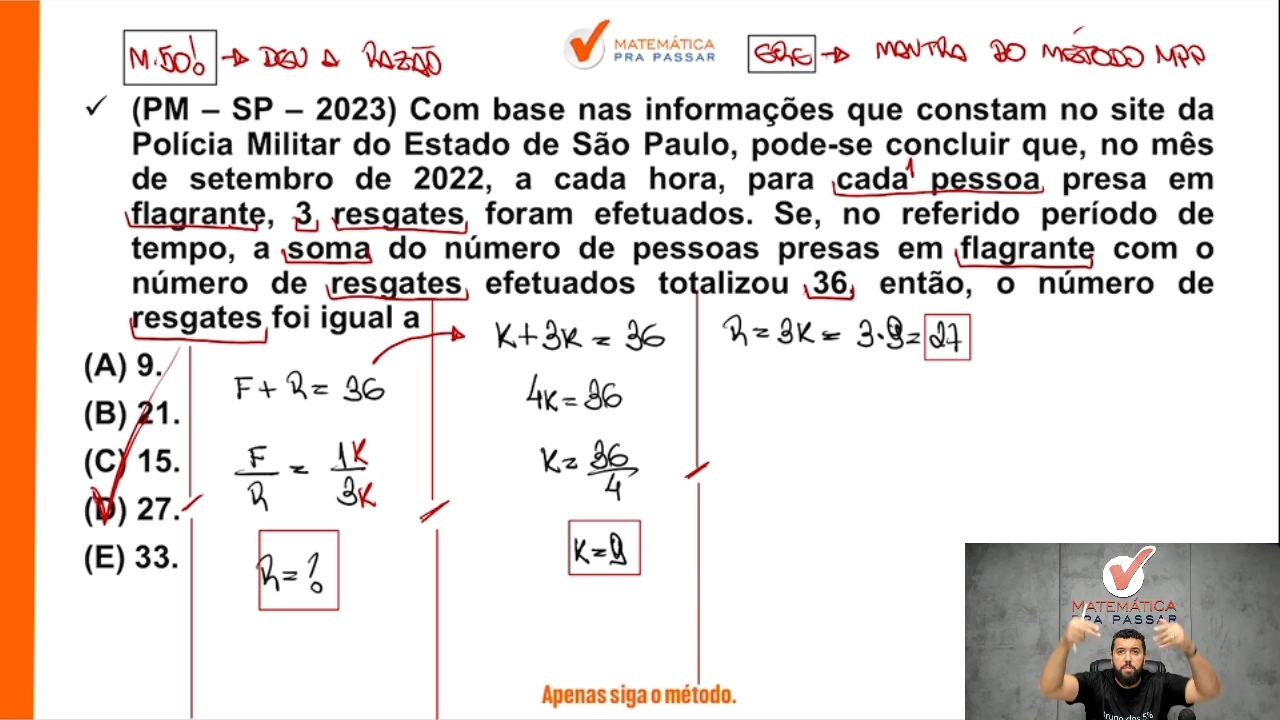 M.50! → DEU A RAZÃO
MATEMÁTICA
PRA PASSAR
→ MANTRA DO MÉTODO MPP
✓ (PM – SP – 2023) Com base nas informações que constam no site da
Polícia Militar do Estado de São Paulo, pode-se concluir que, no mês
de setembro de 2022, a cada hora, para cada 1 pessoa presa em
flagrante, 3 resgates foram efetuados. Se, no referido período de
tempo, a soma do número de pessoas presas em flagrante com o
número de resgates efetuados totalizou 36, então, o número de
resgates foi igual a
(A) 9.
(B) 21.
(C) 15.
(D) 27.
(E) 33.
F + R = 36
F/R = 1K/3K
R = ?
K + 3K = 36
4K = 36
K = 36/4
K = 9
R = 3K = 3 · 9 = 27
MATEMÁTICA
PRA PASSAR
Apenas siga o método.